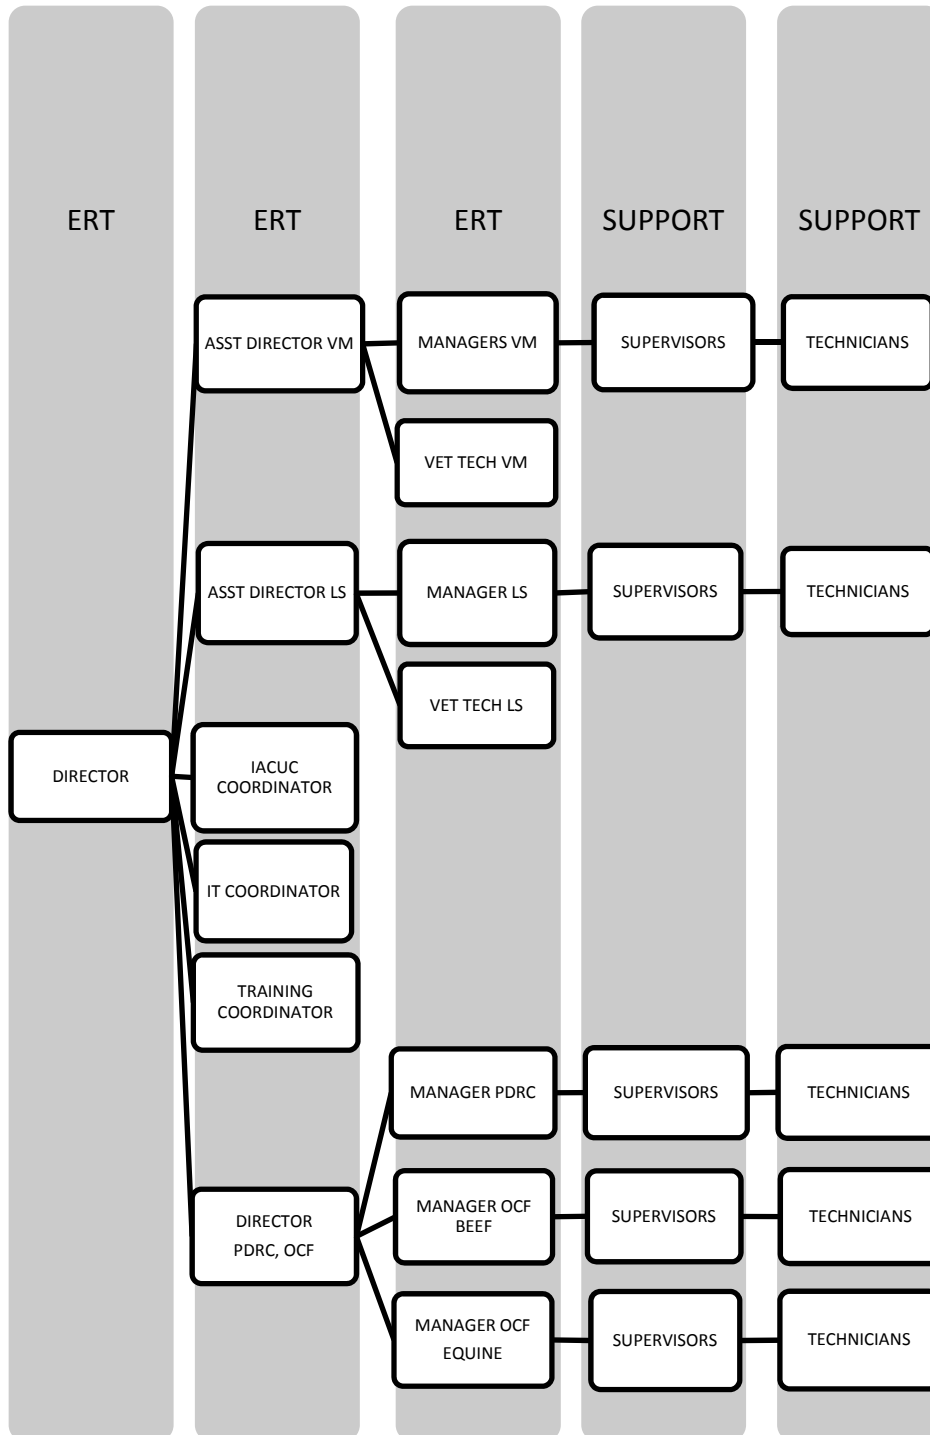 ERT
ERT
ERT
SUPPORT
SUPPORT
ASST DIRECTOR VM
MANAGERS VM
SUPERVISORS
TECHNICIANS
VET TECH VM
ASST DIRECTOR LS
MANAGER LS
SUPERVISORS
TECHNICIANS
VET TECH LS
DIRECTOR
IACUC
COORDINATOR
IT COORDINATOR
TRAINING
COORDINATOR
MANAGER PDRC
SUPERVISORS
TECHNICIANS
DIRECTOR
PDRC, OCF
MANAGER OCF
BEEF
SUPERVISORS
TECHNICIANS
MANAGER OCF
EQUINE
SUPERVISORS
TECHNICIANS